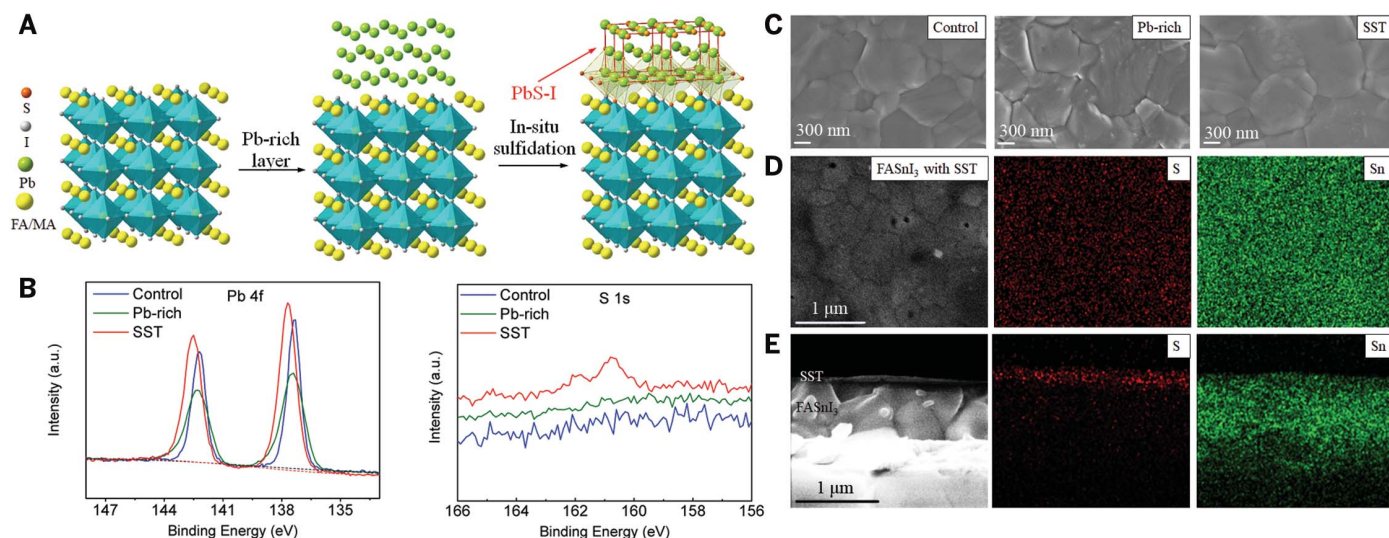 A
S
I
Pb
FA/MA
Pb-rich
layer
PbS-I
In-situ
sulfidation
B
Control
Pb-rich
SST
Pb 4f
Intensity (a.u.)
147
143
139
135
Binding Energy (eV)
Control
Pb-rich
SST
S 1s
Intensity (a.u.)
166
164
162
160
158
156
Binding Energy (eV)
C
Control
300 nm
Pb-rich
300 nm
SST
300 nm
D
FASnI₃ with SST
1 μm
S
Sn
E
SST
FASnI₃
1 μm
S
Sn